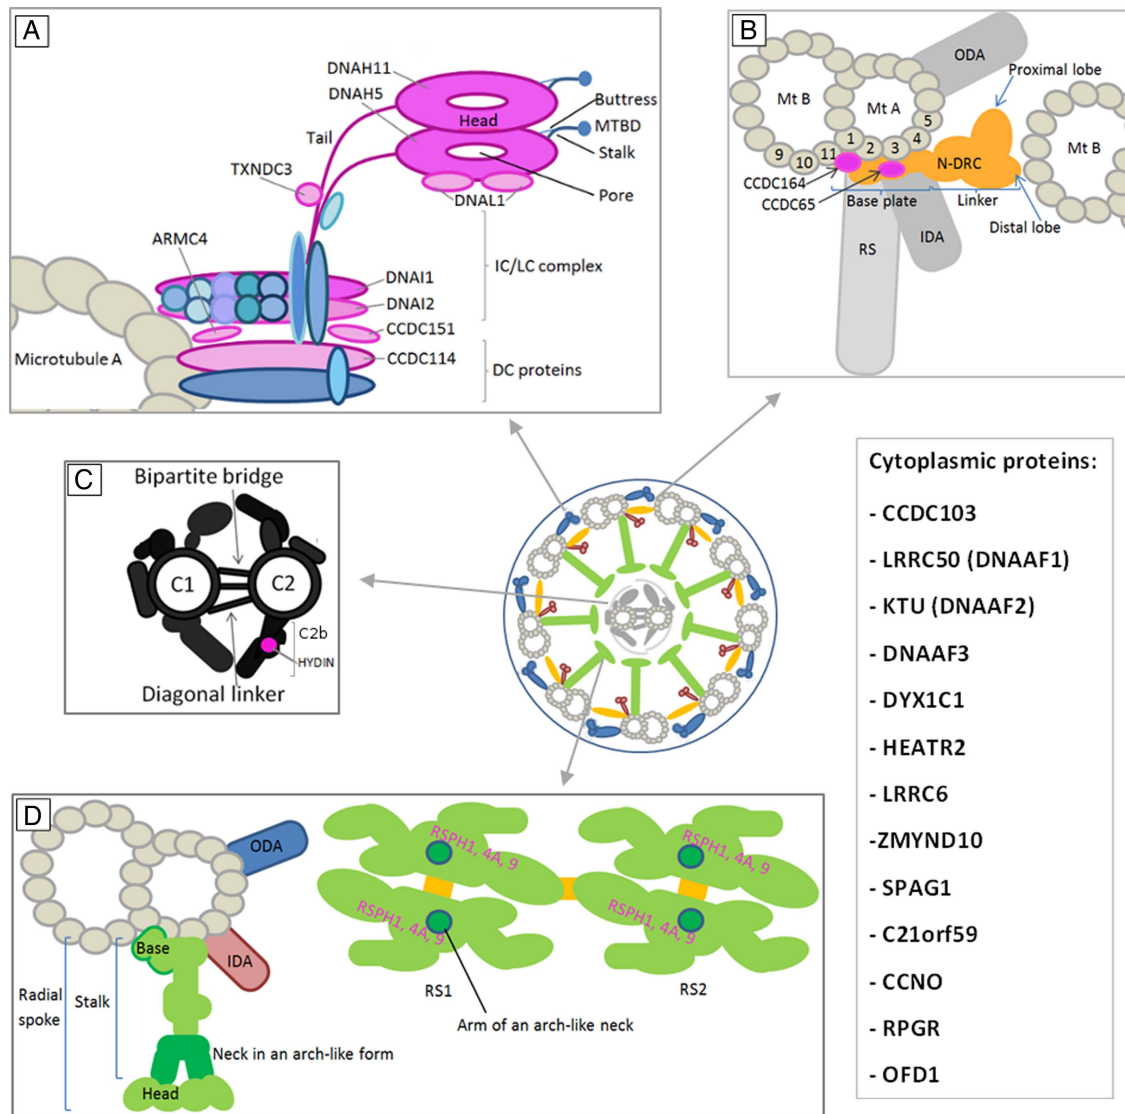 A
DNAH11
DNAH5
Head
Buttress
MTBD
Stalk
Tail
TXNDC3
Pore
DNAL1
ARMC4
IC/LC complex
DNAI1
DNAI2
CCDC151
Microtubule A
CCDC114
DC proteins
B
ODA
Proximal lobe
Mt B
Mt A
5
1
4
2
3
Mt B
9
10
11
N-DRC
CCDC164
CCDC65
Base plate
Linker
Distal lobe
RS
IDA
C
Bipartite bridge
C1
C2
C2b
HYDIN
Diagonal linker
Cytoplasmic proteins:
- CCDC103
- LRRC50 (DNAAF1)
- KTU (DNAAF2)
- DNAAF3
- DYX1C1
- HEATR2
- LRRC6
-ZMYND10
- SPAG1
- C21orf59
- CCNO
- RPGR
- OFD1
D
ODA
Base
IDA
Radial
spoke
Stalk
Neck in an arch-like form
Head
RSPH1, 4A, 9
RSPH1, 4A, 9
RSPH1, 4A, 9
RSPH1, 4A, 9
RS1
RS2
Arm of an arch-like neck